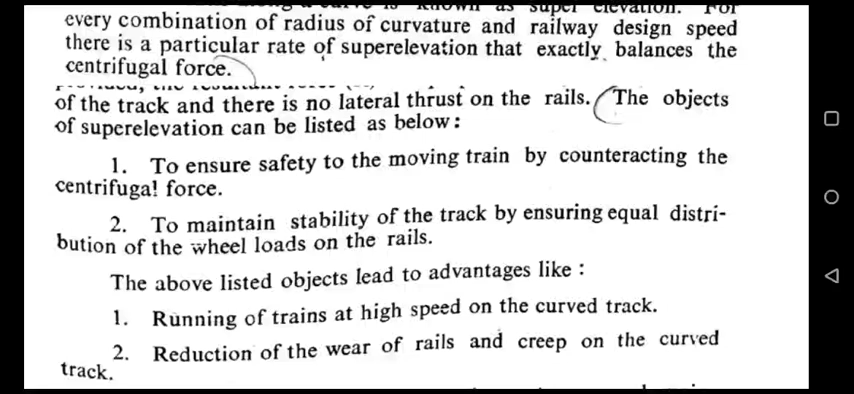 super elevation. For
every combination of radius of curvature and railway design speed
there is a particular rate of superelevation that exactly balances the
centrifugal force.
of the track and there is no lateral thrust on the rails. The objects
of superelevation can be listed as below :
1. To ensure safety to the moving train by counteracting the
centrifuga! force.
2. To maintain stability of the track by ensuring equal distri-
bution of the wheel loads on the rails.
The above listed objects lead to advantages like :
1. Running of trains at high speed on the curved track.
2. Reduction of the wear of rails and creep on the curved
track.